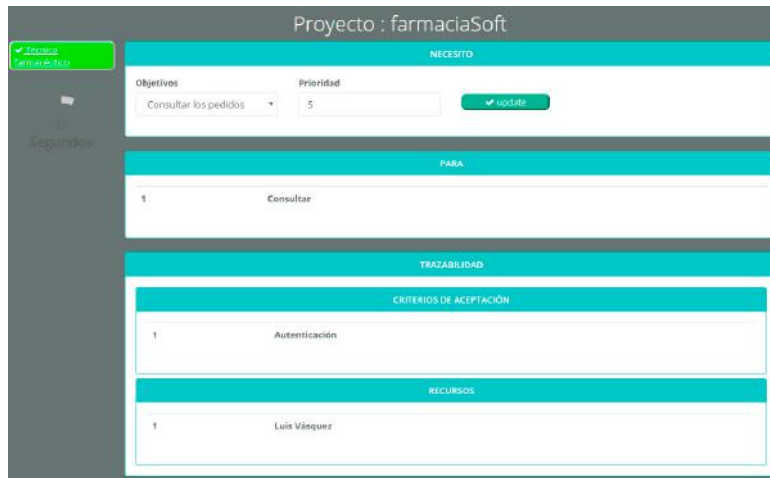 Proyecto : farmaciaSoft
✔ Técnico
farmacéutico
Segundos
NECESITO
Objetivos Prioridad
Consultar los pedidos 5 ✔ update
PARA
1 Consultar
TRAZABILIDAD
CRITERIOS DE ACEPTACIÓN
1 Autenticación
RECURSOS
1 Luis Vásquez